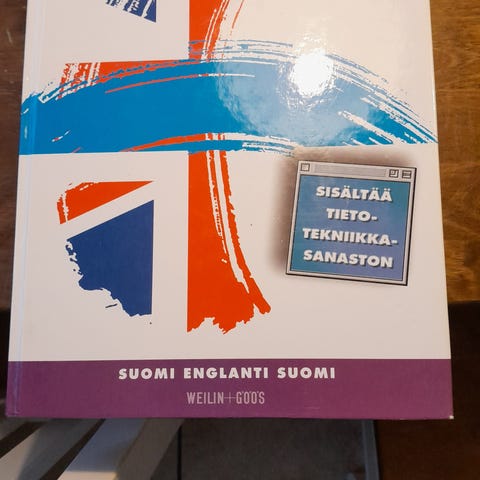 SISÄLTÄÄ
TIETO-
TEKNIIKKA-
SANASTON
SUOMI ENGLANTI SUOMI
WEILIN+GÖÖS